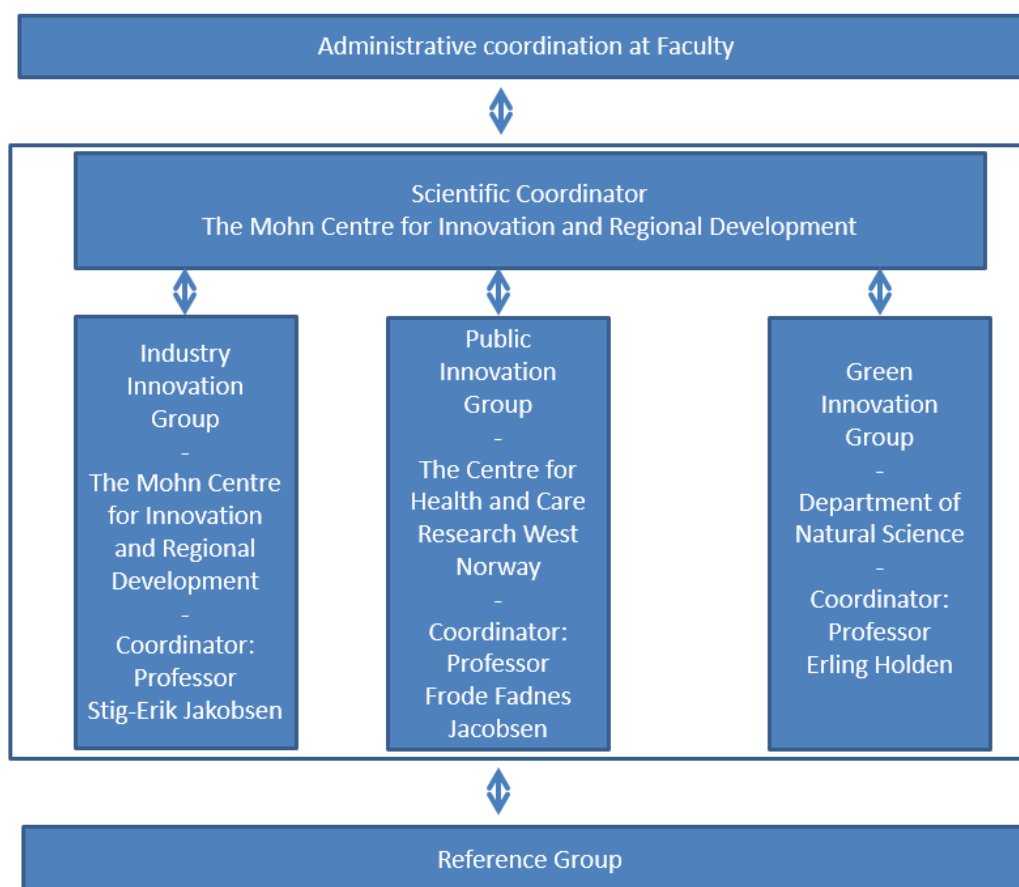 Administrative coordination at Faculty
Scientific Coordinator
The Mohn Centre for Innovation and Regional Development
Industry
Innovation
Group
-
The Mohn Centre
for Innovation
and Regional
Development
-
Coordinator:
Professor
Stig-Erik Jakobsen
Public
Innovation
Group
-
The Centre for
Health and Care
Research West
Norway
-
Coordinator:
Professor
Frode Fadnes
Jacobsen
Green
Innovation
Group
-
Department of
Natural Science
-
Coordinator:
Professor
Erling Holden
Reference Group